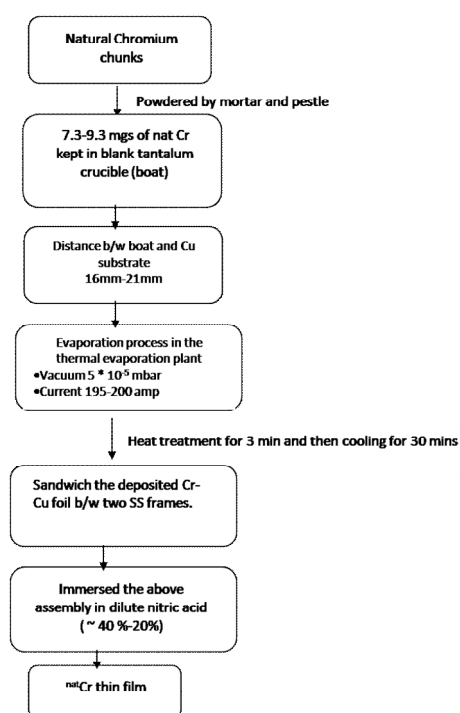 Natural Chromium
chunks
Powdered by mortar and pestle
7.3-9.3 mgs of nat Cr
kept in blank tantalum
crucible (boat)
Distance b/w boat and Cu
substrate
16mm-21mm
Evaporation process in the
thermal evaporation plant
•Vacuum 5 * 10⁻⁵ mbar
•Current 195-200 amp
Heat treatment for 3 min and then cooling for 30 mins
Sandwich the deposited Cr-
Cu foil b/w two SS frames.
Immersed the above
assembly in dilute nitric acid
( ~ 40 %-20%)
ⁿᵃᵗCr thin film